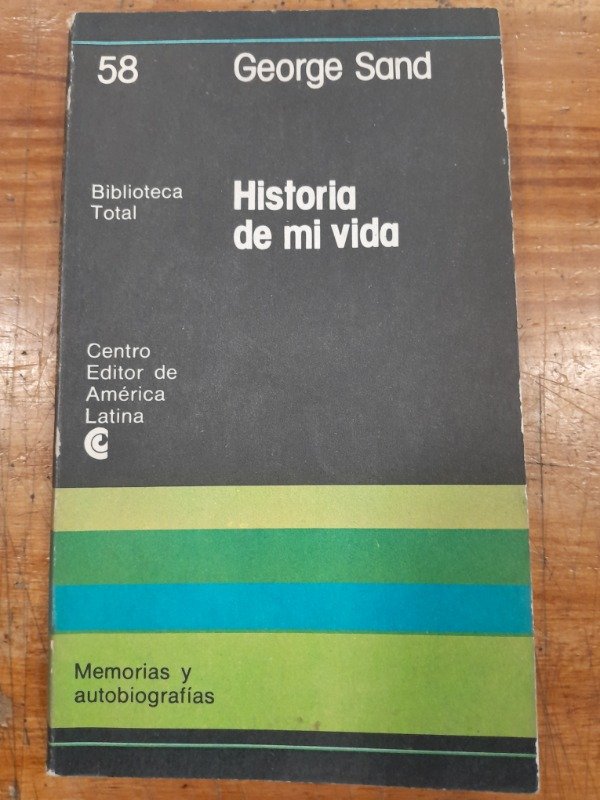 58
George Sand
Biblioteca
Total
Historia
de mi vida
Centro
Editor de
América
Latina
Memorias y
autobiografías